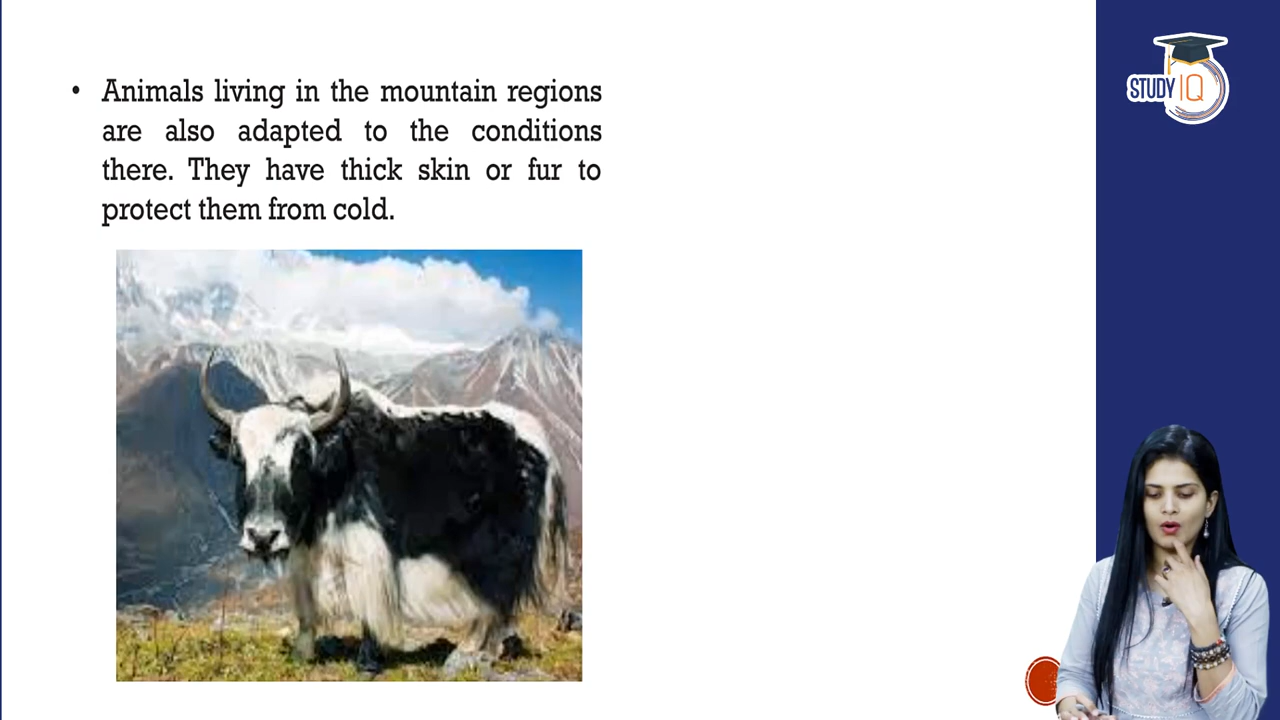 • Animals living in the mountain regions
are also adapted to the conditions
there. They have thick skin or fur to
protect them from cold.
STUDY IQ